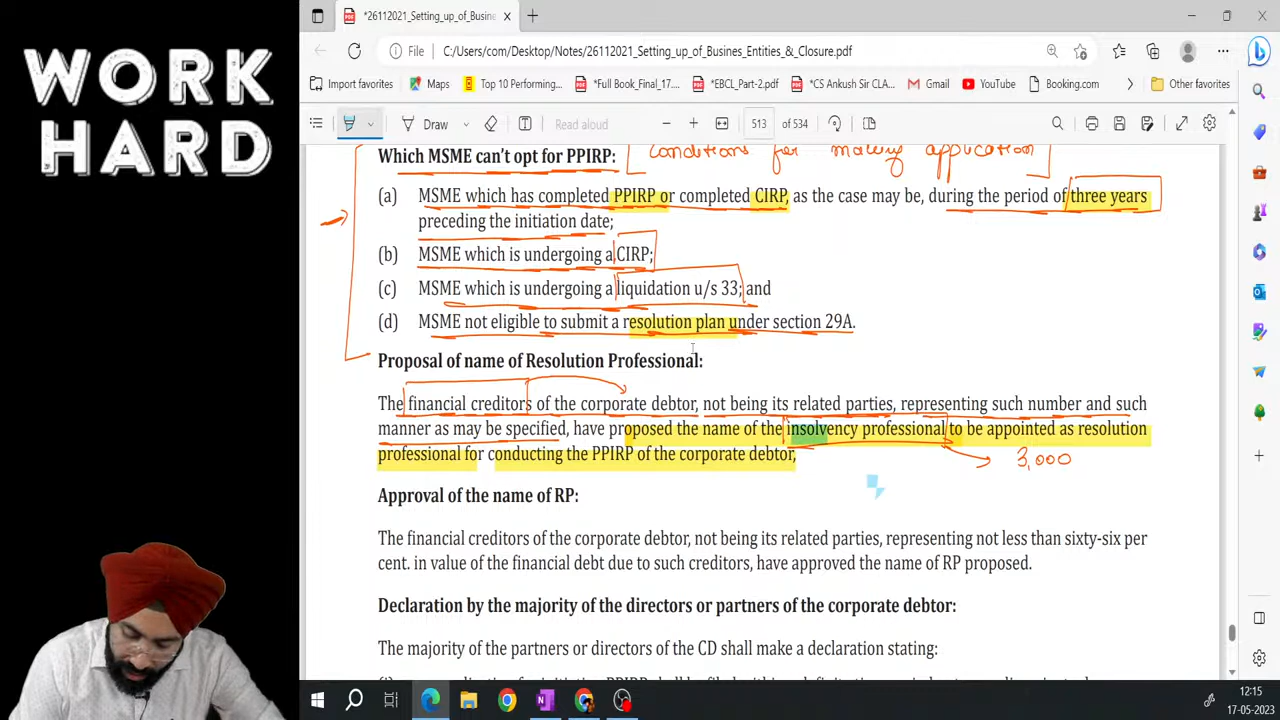 WORK
HARD
*26112021_Setting_up_of_Busines
File
C:/Users/com/Desktop/Notes/26112021_Setting_up_of_Busines_Entities_&_Closure.pdf
Import favorites
Maps
Top 10 Performing...
*Full Book_Final_17...
*EBCL_Part-2.pdf
*CS Ankush Sir CLA...
Gmail
YouTube
Booking.com
Other favorites
Draw
Read aloud
513 of 534
Which MSME can't opt for PPIRP:
Conditions for making application
(a) MSME which has completed PPIRP or completed CIRP, as the case may be, during the period of three years
preceding the initiation date;
(b) MSME which is undergoing a CIRP;
(c) MSME which is undergoing a liquidation u/s 33; and
(d) MSME not eligible to submit a resolution plan under section 29A.
Proposal of name of Resolution Professional:
The financial creditors of the corporate debtor, not being its related parties, representing such number and such
manner as may be specified, have proposed the name of the insolvency professional to be appointed as resolution
professional for conducting the PPIRP of the corporate debtor,
3,000
Approval of the name of RP:
The financial creditors of the corporate debtor, not being its related parties, representing not less than sixty-six per
cent. in value of the financial debt due to such creditors, have approved the name of RP proposed.
Declaration by the majority of the directors or partners of the corporate debtor:
The majority of the partners or directors of the CD shall make a declaration stating:
12:15
17-05-2023